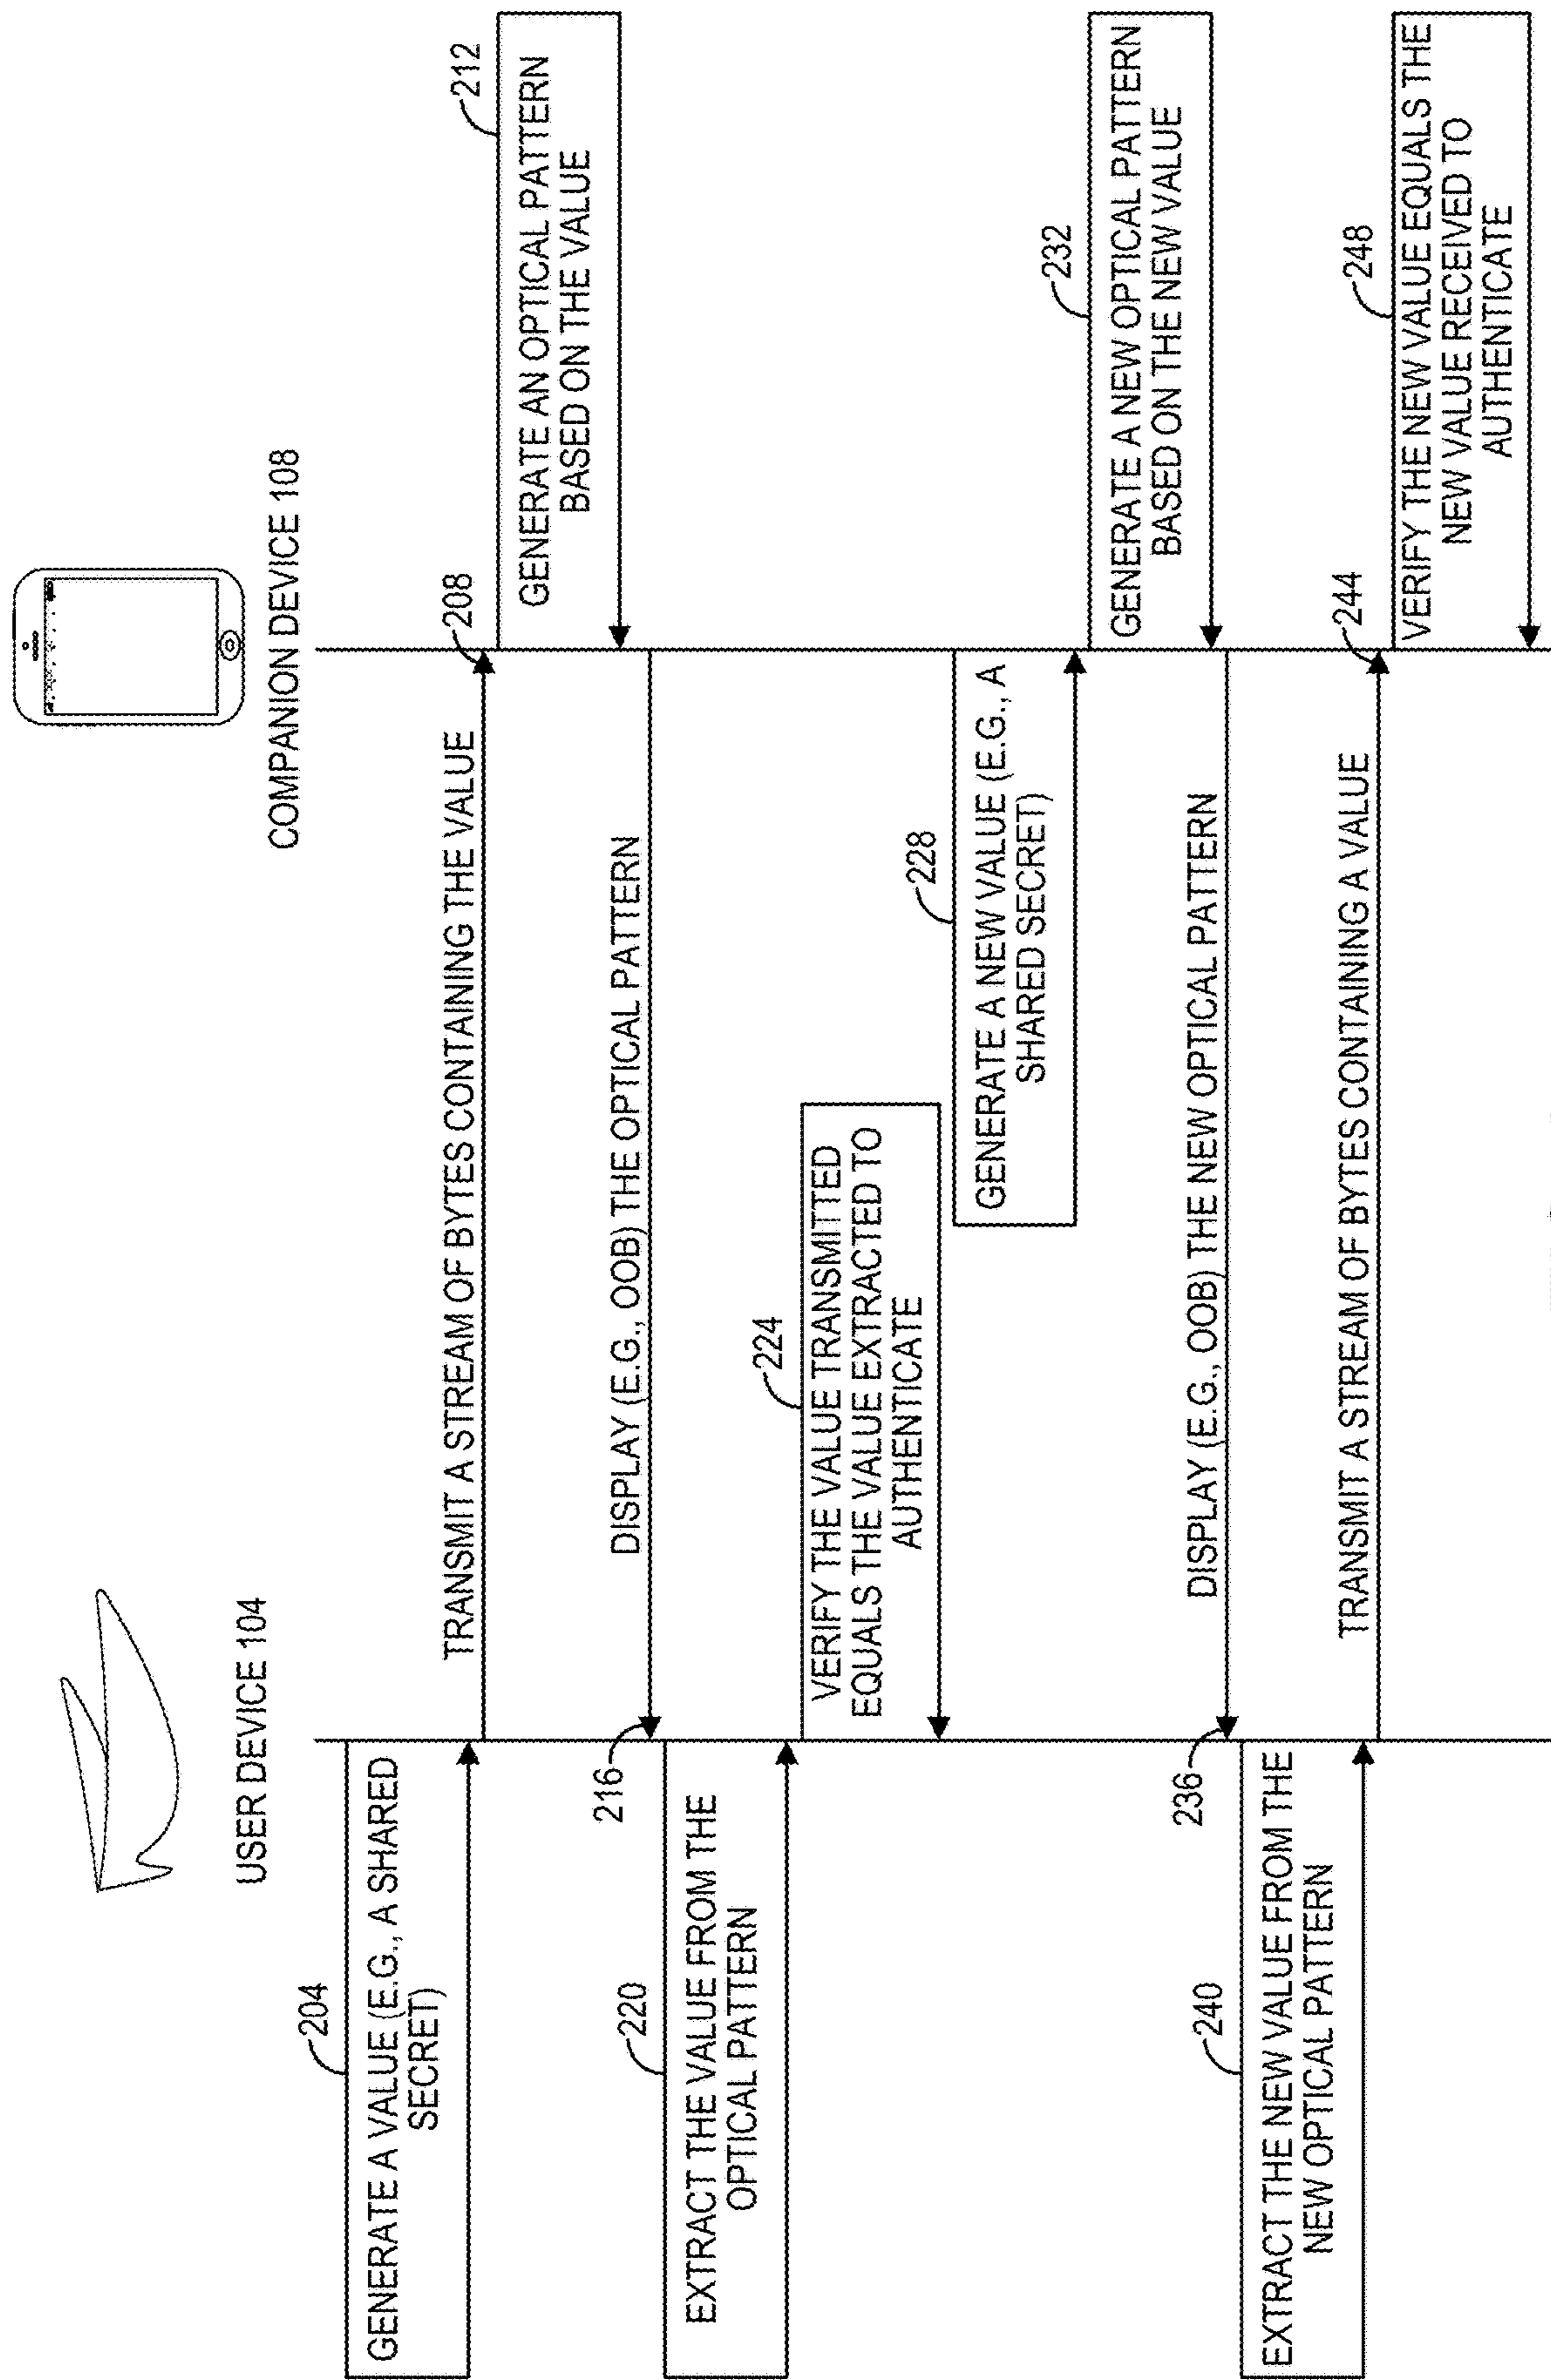 USER DEVICE 104
COMPANION DEVICE 108
204
GENERATE A VALUE (E.G., A SHARED
SECRET)
TRANSMIT A STREAM OF BYTES CONTAINING THE VALUE
208
212
GENERATE AN OPTICAL PATTERN
BASED ON THE VALUE
DISPLAY (E.G., OOB) THE OPTICAL PATTERN
216
220
EXTRACT THE VALUE FROM THE
OPTICAL PATTERN
224
VERIFY THE VALUE TRANSMITTED
EQUALS THE VALUE EXTRACTED TO
AUTHENTICATE
228
GENERATE A NEW VALUE (E.G., A
SHARED SECRET)
232
GENERATE A NEW OPTICAL PATTERN
BASED ON THE NEW VALUE
DISPLAY (E.G., OOB) THE NEW OPTICAL PATTERN
236
240
EXTRACT THE NEW VALUE FROM THE
NEW OPTICAL PATTERN
TRANSMIT A STREAM OF BYTES CONTAINING A VALUE
244
248
VERIFY THE NEW VALUE EQUALS THE
NEW VALUE RECEIVED TO
AUTHENTICATE